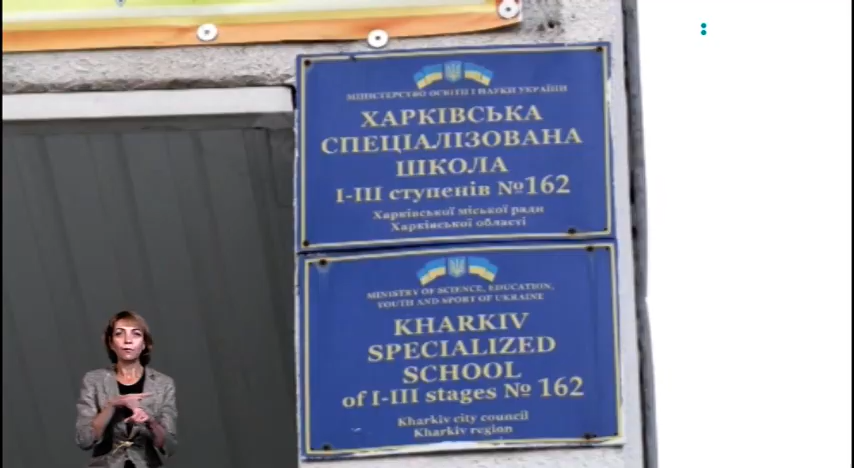 МІНІСТЕРСТВО ОСВІТИ І НАУКИ УКРАЇНИ
ХАРКІВСЬКА
СПЕЦІАЛІЗОВАНА
ШКОЛА
І-ІІІ ступенів №162
Харківської міської ради
Харківської області
MINISTRY OF SCIENCE, EDUCATION,
YOUTH AND SPORT OF UKRAINE
KHARKIV
SPECIALIZED
SCHOOL
of I-III stages № 162
Kharkiv city council
Kharkiv region